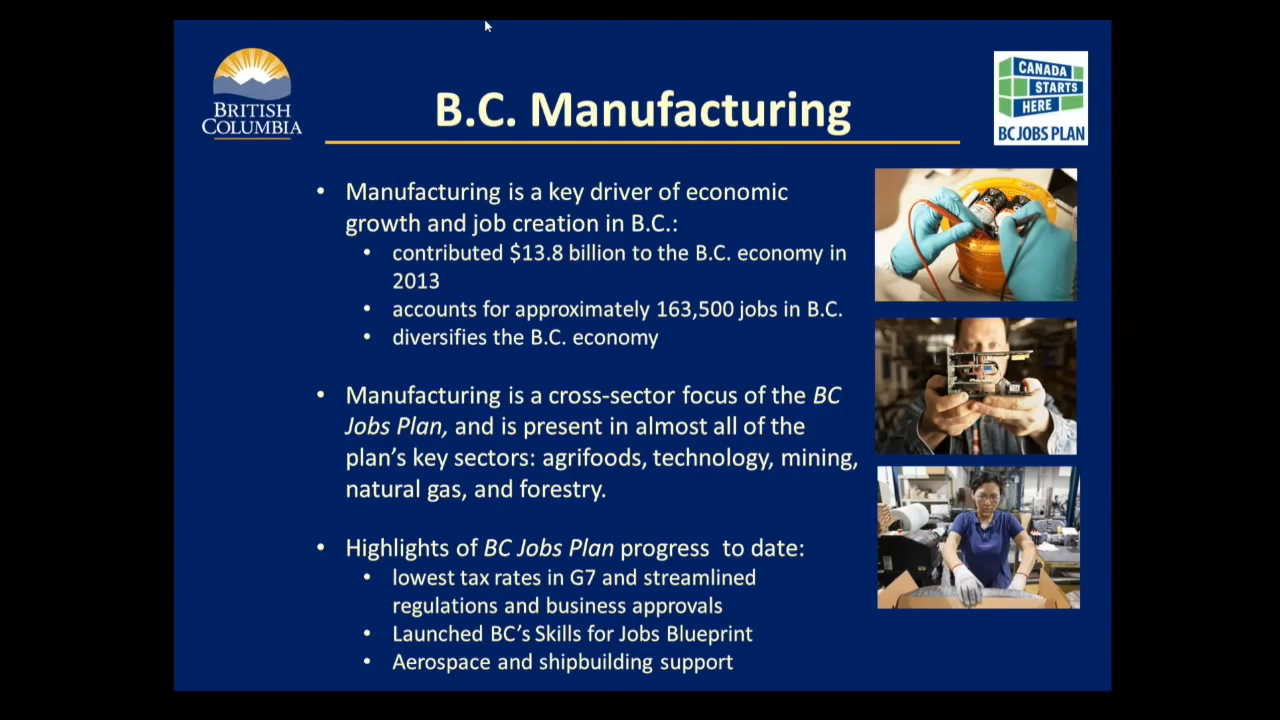 BRITISH
COLUMBIA
B.C. Manufacturing
CANADA
STARTS
HERE
BC JOBS PLAN
• Manufacturing is a key driver of economic
growth and job creation in B.C.:
• contributed $13.8 billion to the B.C. economy in
2013
• accounts for approximately 163,500 jobs in B.C.
• diversifies the B.C. economy
• Manufacturing is a cross-sector focus of the BC
Jobs Plan, and is present in almost all of the
plan's key sectors: agrifoods, technology, mining,
natural gas, and forestry.
• Highlights of BC Jobs Plan progress to date:
• lowest tax rates in G7 and streamlined
regulations and business approvals
• Launched BC's Skills for Jobs Blueprint
• Aerospace and shipbuilding support